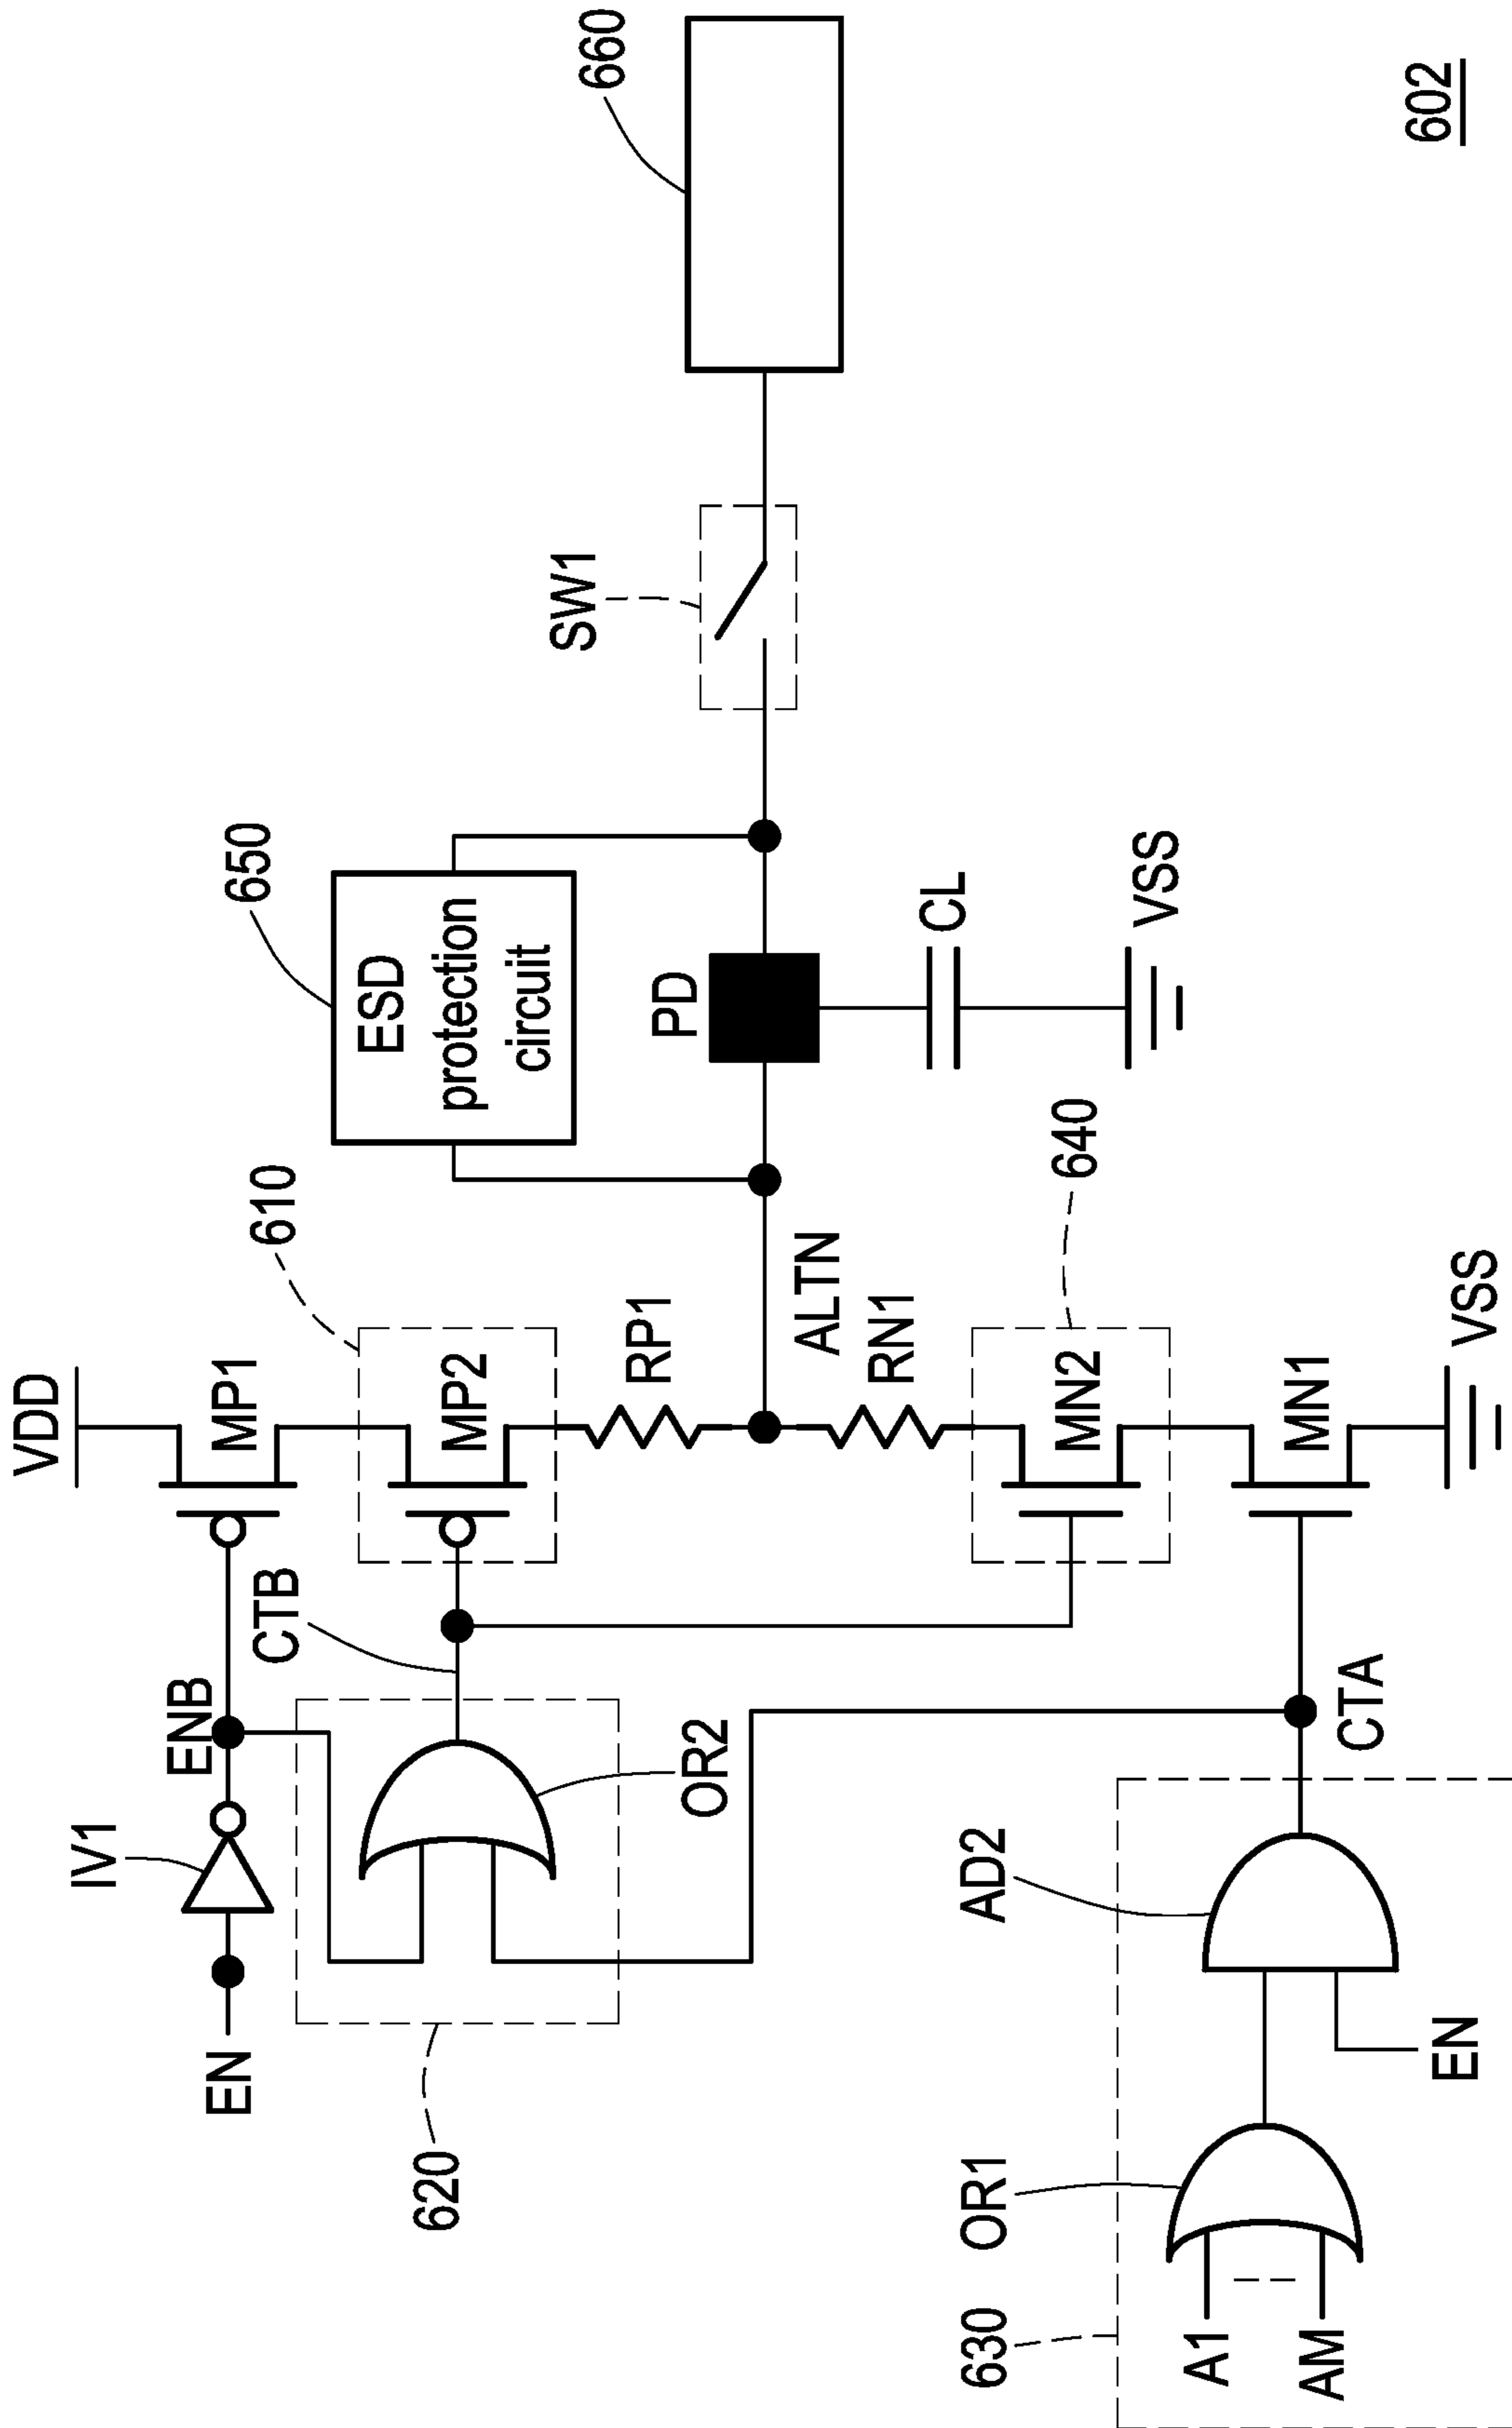 602
VDD
IV1
ENB
MP1
610
650
660
EN
CTB
MP2
ESD
protection
circuit
SW1
620
OR2
RP1
PD
ALTN
RN1
CL
630
OR1
AD2
MN2
640
VSS
A1
AM
EN
CTA
MN1
VSS